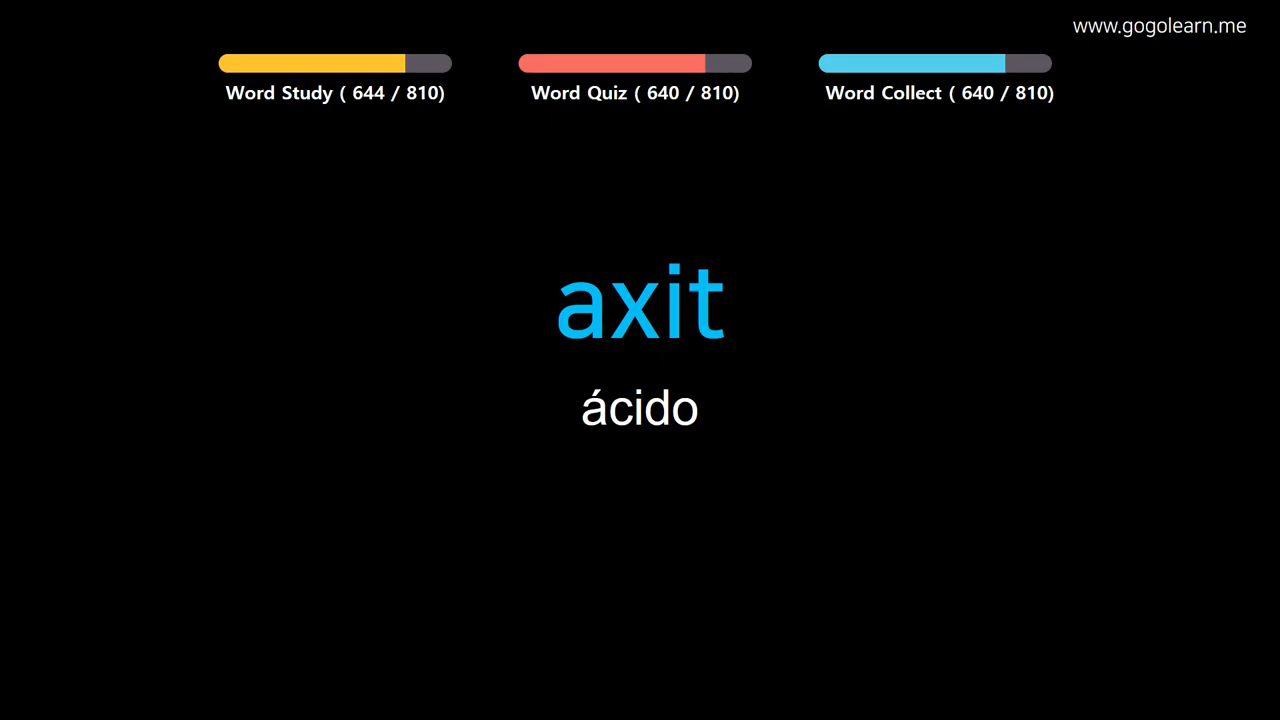 www.gogolearn.me
Word Study ( 644 / 810)
Word Quiz ( 640 / 810)
Word Collect ( 640 / 810)
axit
ácido